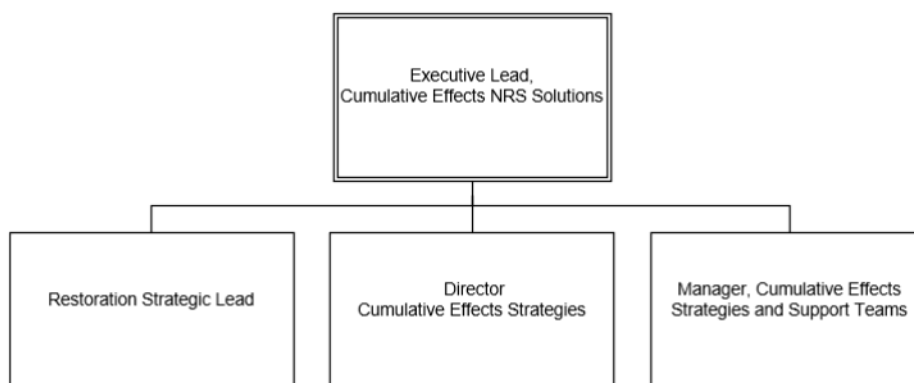 Executive Lead,
Cumulative Effects NRS Solutions
Restoration Strategic Lead
Director
Cumulative Effects Strategies
Manager, Cumulative Effects
Strategies and Support Teams